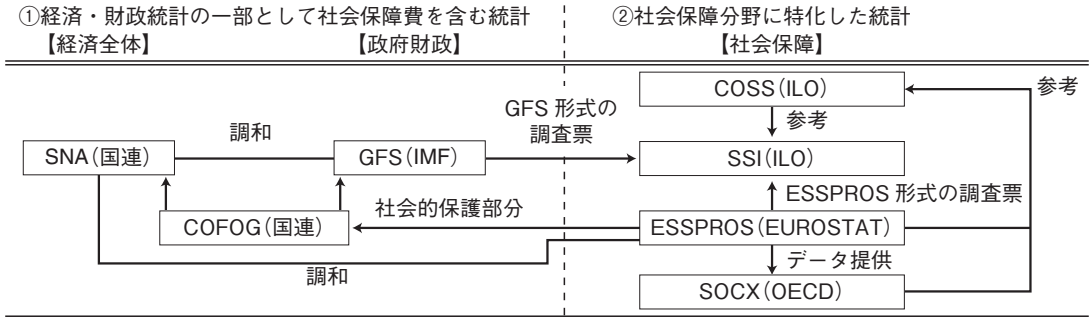 ①経済・財政統計の一部として社会保障費を含む統計
【経済全体】
【政府財政】
②社会保障分野に特化した統計
【社会保障】
COSS(ILO)
参考
GFS 形式の
調査票
参考
調和
SNA(国連)
GFS(IMF)
SSI(ILO)
ESSPROS 形式の調査票
社会的保護部分
COFOG(国連)
ESSPROS(EUROSTAT)
調和
データ提供
SOCX(OECD)